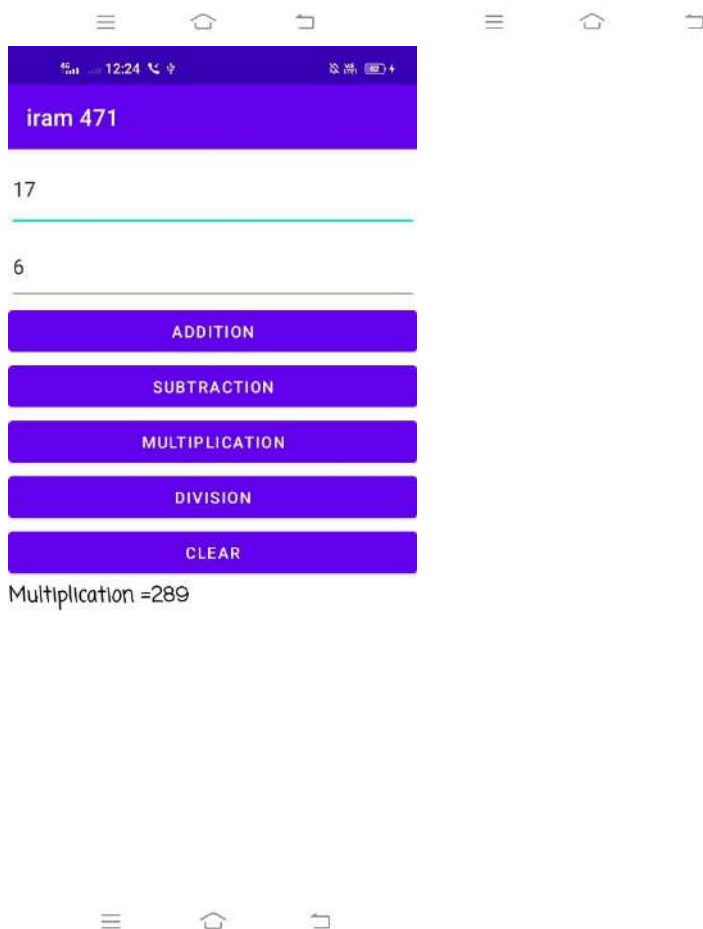 12:24
iram 471
17
6
ADDITION
SUBTRACTION
MULTIPLICATION
DIVISION
CLEAR
Multiplication =289